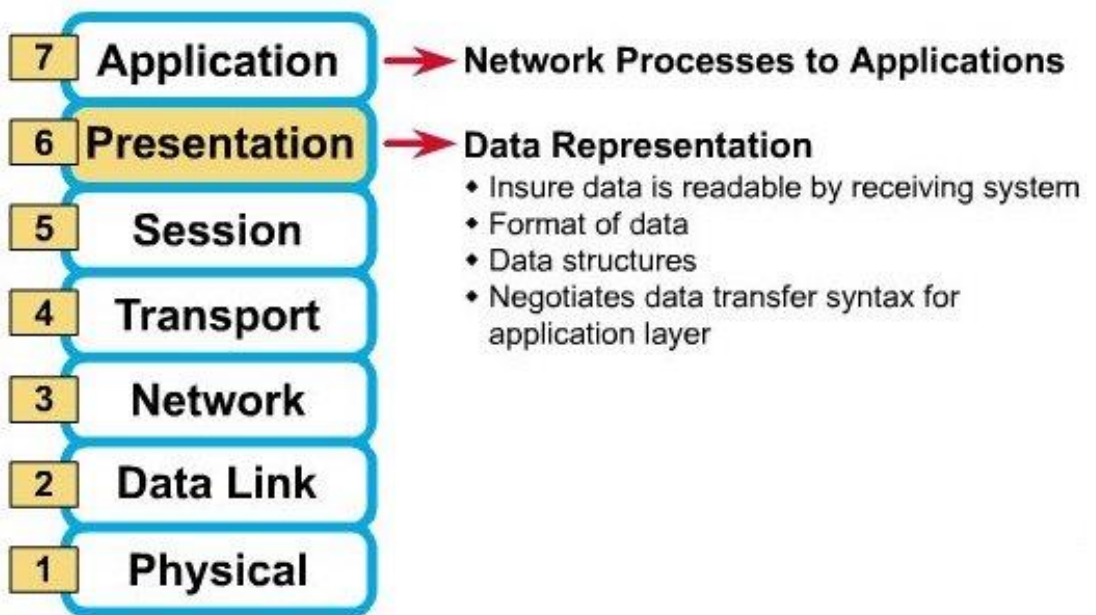 7 Application → Network Processes to Applications
6 Presentation → Data Representation
◆ Insure data is readable by receiving system
◆ Format of data
◆ Data structures
◆ Negotiates data transfer syntax for
application layer
5 Session
4 Transport
3 Network
2 Data Link
1 Physical